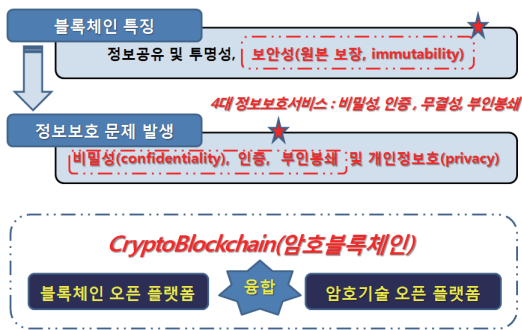 블록체인 특징
정보공유 및 투명성, 보안성(원본 보장, immutability)
4대 정보보호서비스 : 비밀성, 인증, 무결성, 부인봉쇄
정보보호 문제 발생
비밀성(confidentiality), 인증, 부인봉쇄 및 개인정보호(privacy)
CryptoBlockchain(암호블록체인)
블록체인 오픈 플랫폼
융합
암호기술 오픈 플랫폼